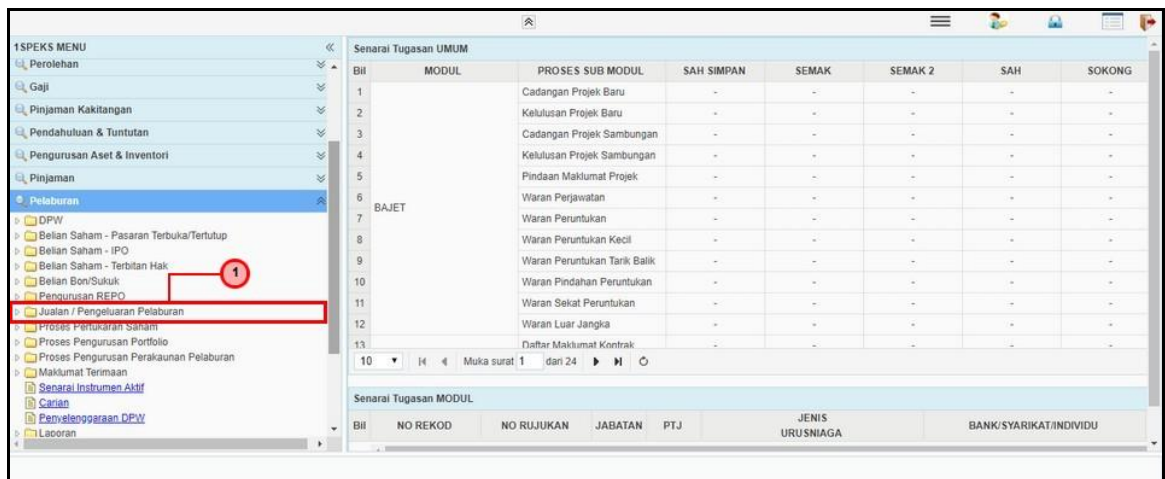 1SPEKS MENU
Perolehan
Gaji
Pinjaman Kakitangan
Pendahuluan & Tuntutan
Pengurusan Aset & Inventori
Pinjaman
Pelaburan
DPW
Belian Saham - Pasaran Terbuka/Tertutup
Belian Saham - IPO
Belian Saham - Terbitan Hak
Belian Bon/Sukuk
Pengurusan REPO
1
Jualan / Pengeluaran Pelaburan
Proses Pertukaran Saham
Proses Pengurusan Portfolio
Proses Pengurusan Perakaunan Pelaburan
Maklumat Terimaan
Senarai Instrumen Aktif
Carian
Penyelenggaraan DPW
Laporan
Senarai Tugasan UMUM
Bil MODUL PROSES SUB MODUL SAH SIMPAN SEMAK SEMAK 2 SAH SOKONG
1 Cadangan Projek Baru - - - - -
2 Kelulusan Projek Baru - - - - -
3 Cadangan Projek Sambungan - - - - -
4 Kelulusan Projek Sambungan - - - - -
5 Pindaan Maklumat Projek - - - - -
6 Waran Perjawatan - - - - -
BAJET
7 Waran Peruntukan - - - - -
8 Waran Peruntukan Kecil - - - - -
9 Waran Peruntukan Tarik Balik - - - - -
10 Waran Pindahan Peruntukan - - - - -
11 Waran Sekat Peruntukan - - - - -
12 Waran Luar Jangka - - - - -
13 Daftar Maklumat Kontrak - - - - -
10 Muka surat 1 dari 24
Senarai Tugasan MODUL
Bil NO REKOD NO RUJUKAN JABATAN PTJ JENIS URUSNIAGA BANK/SYARIKAT/INDIVIDU